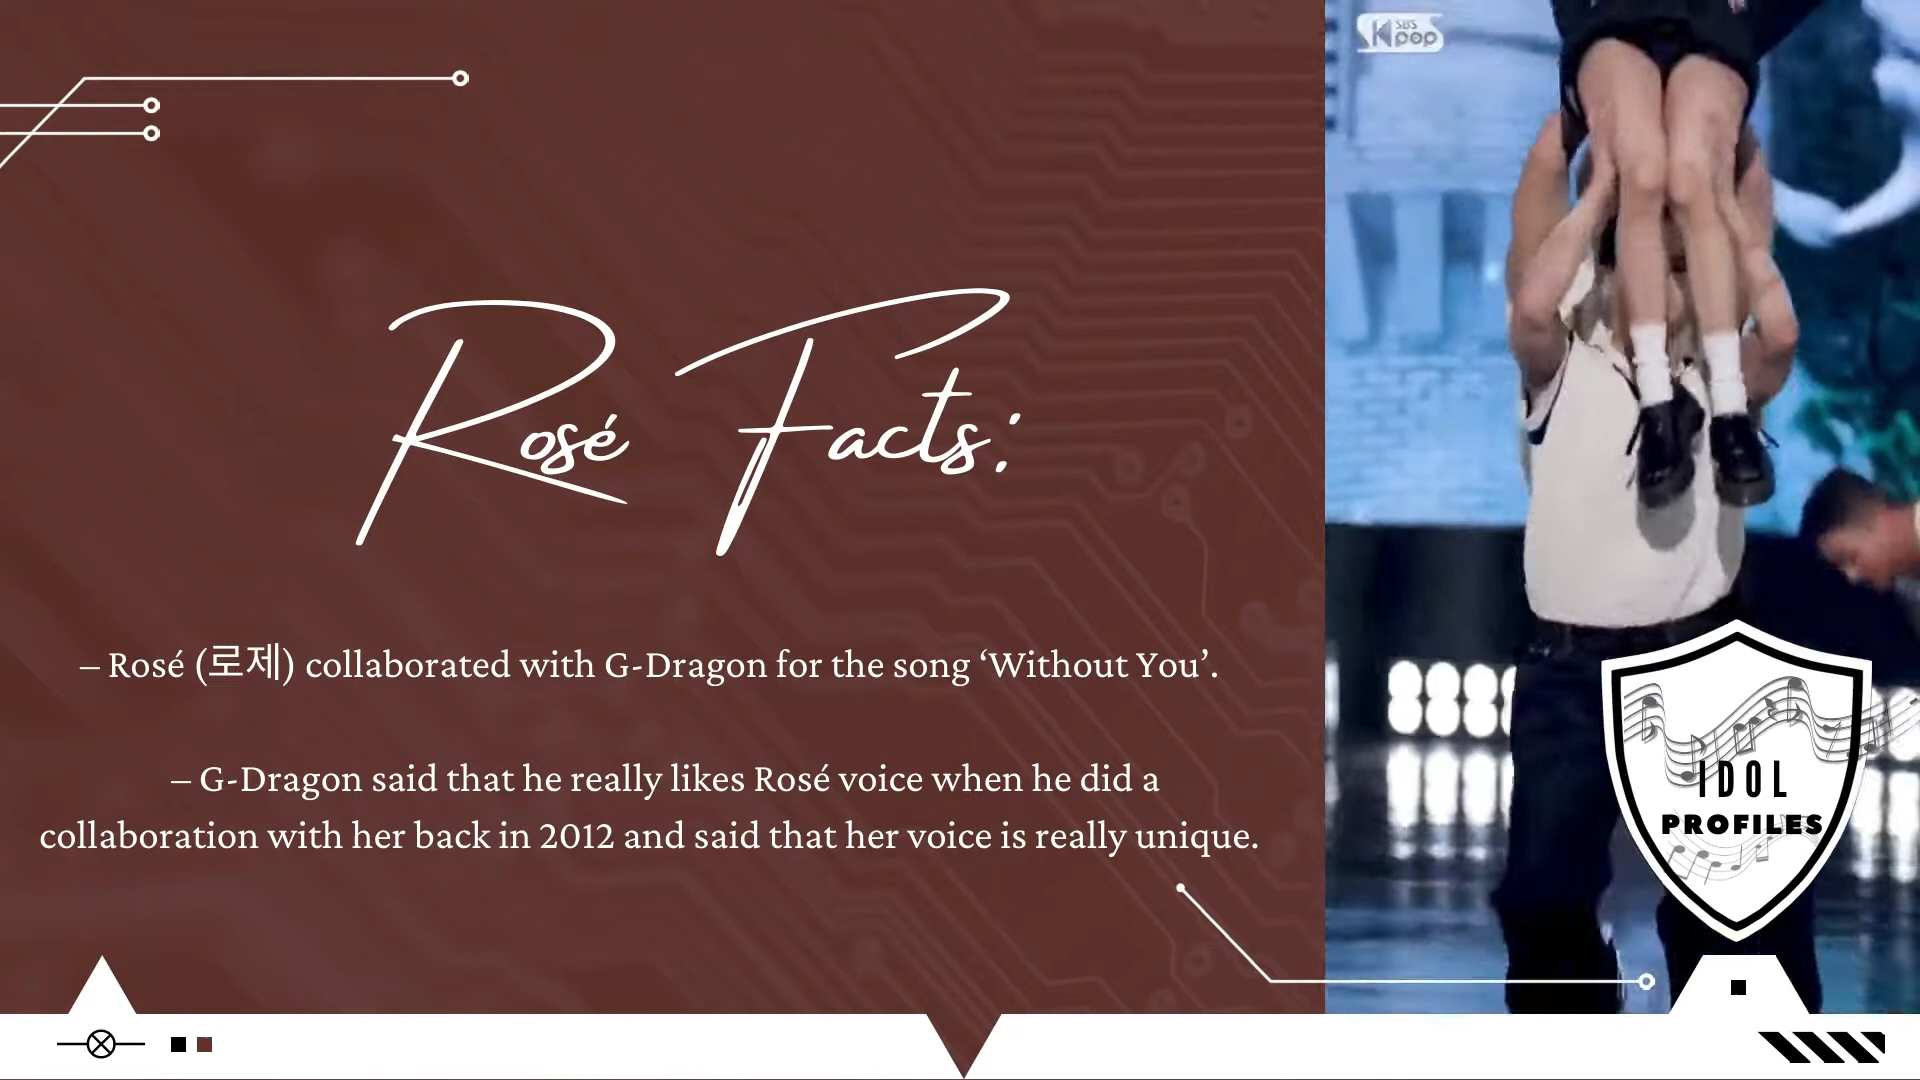 SBS
Kpop
Rosé Facts:
– Rosé (로제) collaborated with G-Dragon for the song ‘Without You’.
– G-Dragon said that he really likes Rosé voice when he did a
collaboration with her back in 2012 and said that her voice is really unique.
IDOL
PROFILES